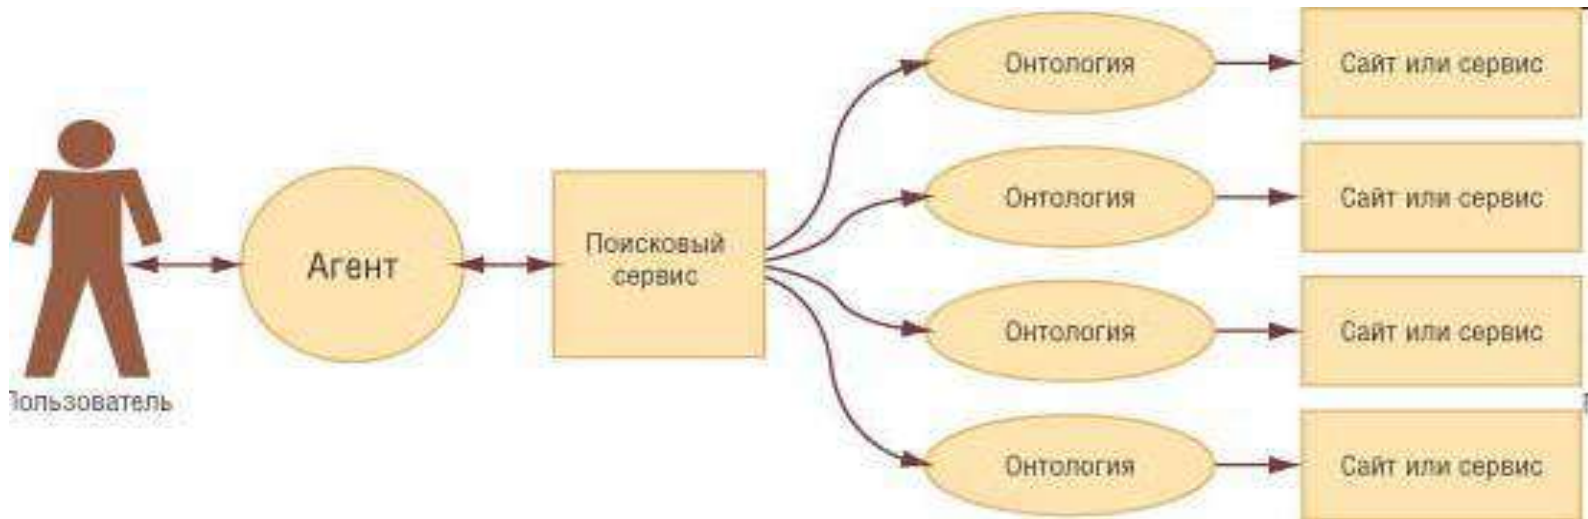 Онтология
Сайт или сервис
Онтология
Сайт или сервис
Агент
Поисковый
сервис
Онтология
Сайт или сервис
Пользователь
Онтология
Сайт или сервис